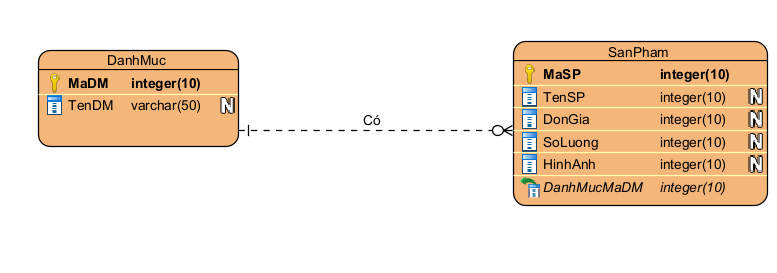 DanhMuc
MaDM integer(10)
TenDM varchar(50) N
Có
SanPham
MaSP integer(10)
TenSP integer(10) N
DonGia integer(10) N
SoLuong integer(10) N
HinhAnh integer(10) N
DanhMucMaDM integer(10)